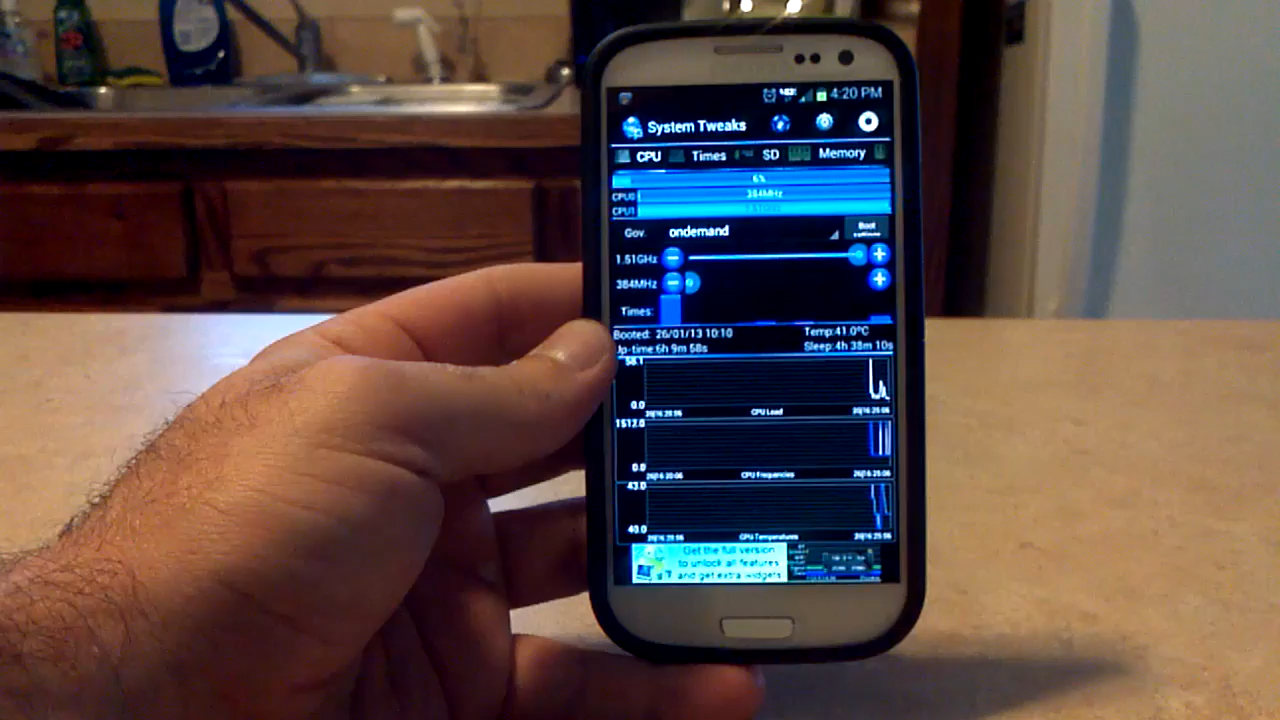 4:20 PM
System Tweaks
CPU Times SD Memory
6%
CPU0 384MHz
CPU1
Gov. ondemand Boot
1.51GHz
384MHz
Times:
Booted: 26/01/13 10:10 Temp:41.0ºC
Up-time:6h 9m 58s Sleep:4h 38m 10s
58.1
0.0
CPU Load
1512.0
0.0
CPU Frequencies
43.0
40.0
CPU Temperatures
Get the full version
to unlock all features
and get extra widgets